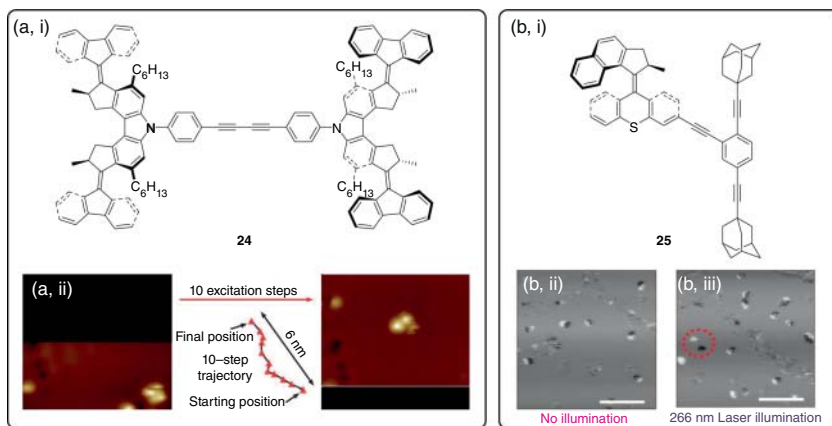 (a, i)
C6H13
C6H13
N
N
C6H13
C6H13
24
(a, ii)
10 excitation steps
Final position
6 nm
10–step
trajectory
Starting position
(b, i)
S
25
(b, ii)
(b, iii)
No illumination
266 nm Laser illumination